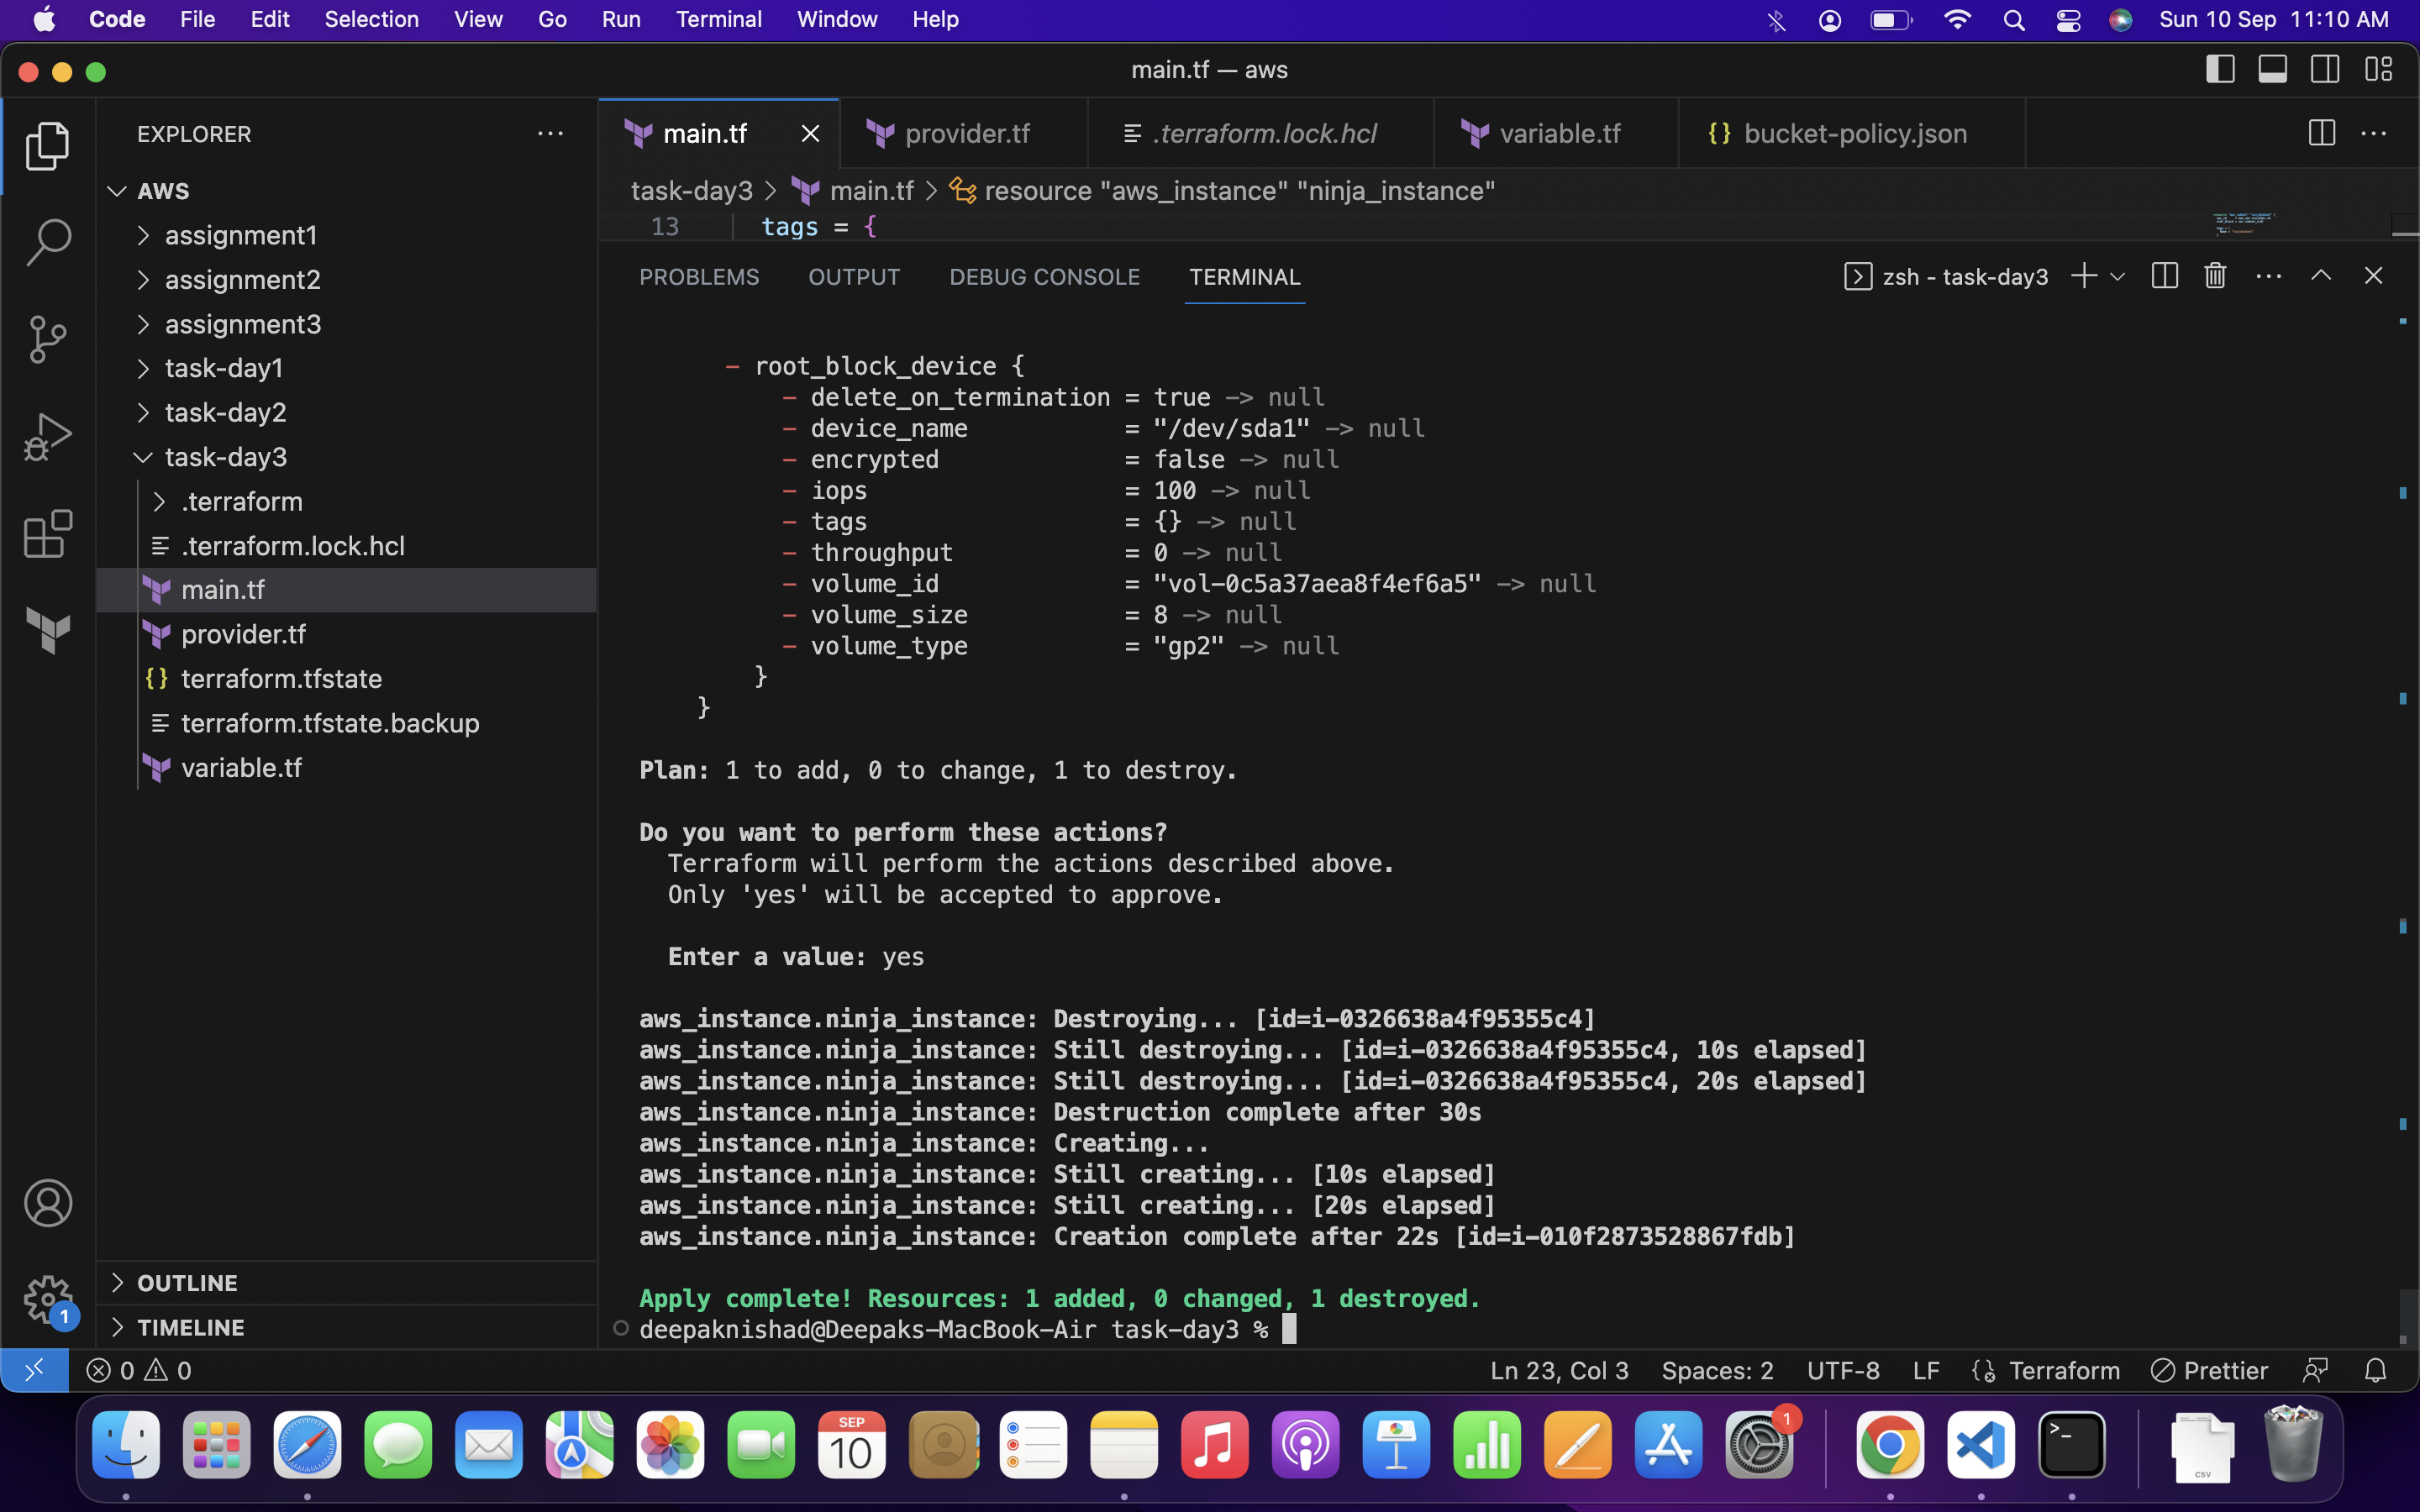 Code File Edit Selection View Go Run Terminal Window Help Sun 10 Sep 11:10 AM
main.tf — aws
EXPLORER
AWS
assignment1
assignment2
assignment3
task-day1
task-day2
task-day3
.terraform
.terraform.lock.hcl
main.tf
provider.tf
terraform.tfstate
terraform.tfstate.backup
variable.tf
OUTLINE
TIMELINE
main.tf provider.tf .terraform.lock.hcl variable.tf bucket-policy.json
task-day3 > main.tf > resource "aws_instance" "ninja_instance"
13 tags = {
PROBLEMS OUTPUT DEBUG CONSOLE TERMINAL zsh - task-day3
- root_block_device {
- delete_on_termination = true -> null
- device_name = "/dev/sda1" -> null
- encrypted = false -> null
- iops = 100 -> null
- tags = {} -> null
- throughput = 0 -> null
- volume_id = "vol-0c5a37aea8f4ef6a5" -> null
- volume_size = 8 -> null
- volume_type = "gp2" -> null
}
}
Plan: 1 to add, 0 to change, 1 to destroy.
Do you want to perform these actions?
Terraform will perform the actions described above.
Only 'yes' will be accepted to approve.
Enter a value: yes
aws_instance.ninja_instance: Destroying... [id=i-0326638a4f95355c4]
aws_instance.ninja_instance: Still destroying... [id=i-0326638a4f95355c4, 10s elapsed]
aws_instance.ninja_instance: Still destroying... [id=i-0326638a4f95355c4, 20s elapsed]
aws_instance.ninja_instance: Destruction complete after 30s
aws_instance.ninja_instance: Creating...
aws_instance.ninja_instance: Still creating... [10s elapsed]
aws_instance.ninja_instance: Still creating... [20s elapsed]
aws_instance.ninja_instance: Creation complete after 22s [id=i-010f2873528867fdb]
Apply complete! Resources: 1 added, 0 changed, 1 destroyed.
deepaknishad@Deepaks-MacBook-Air task-day3 %
1
0 0 Ln 23, Col 3 Spaces: 2 UTF-8 LF Terraform Prettier
SEP
10
1
>_
CSV